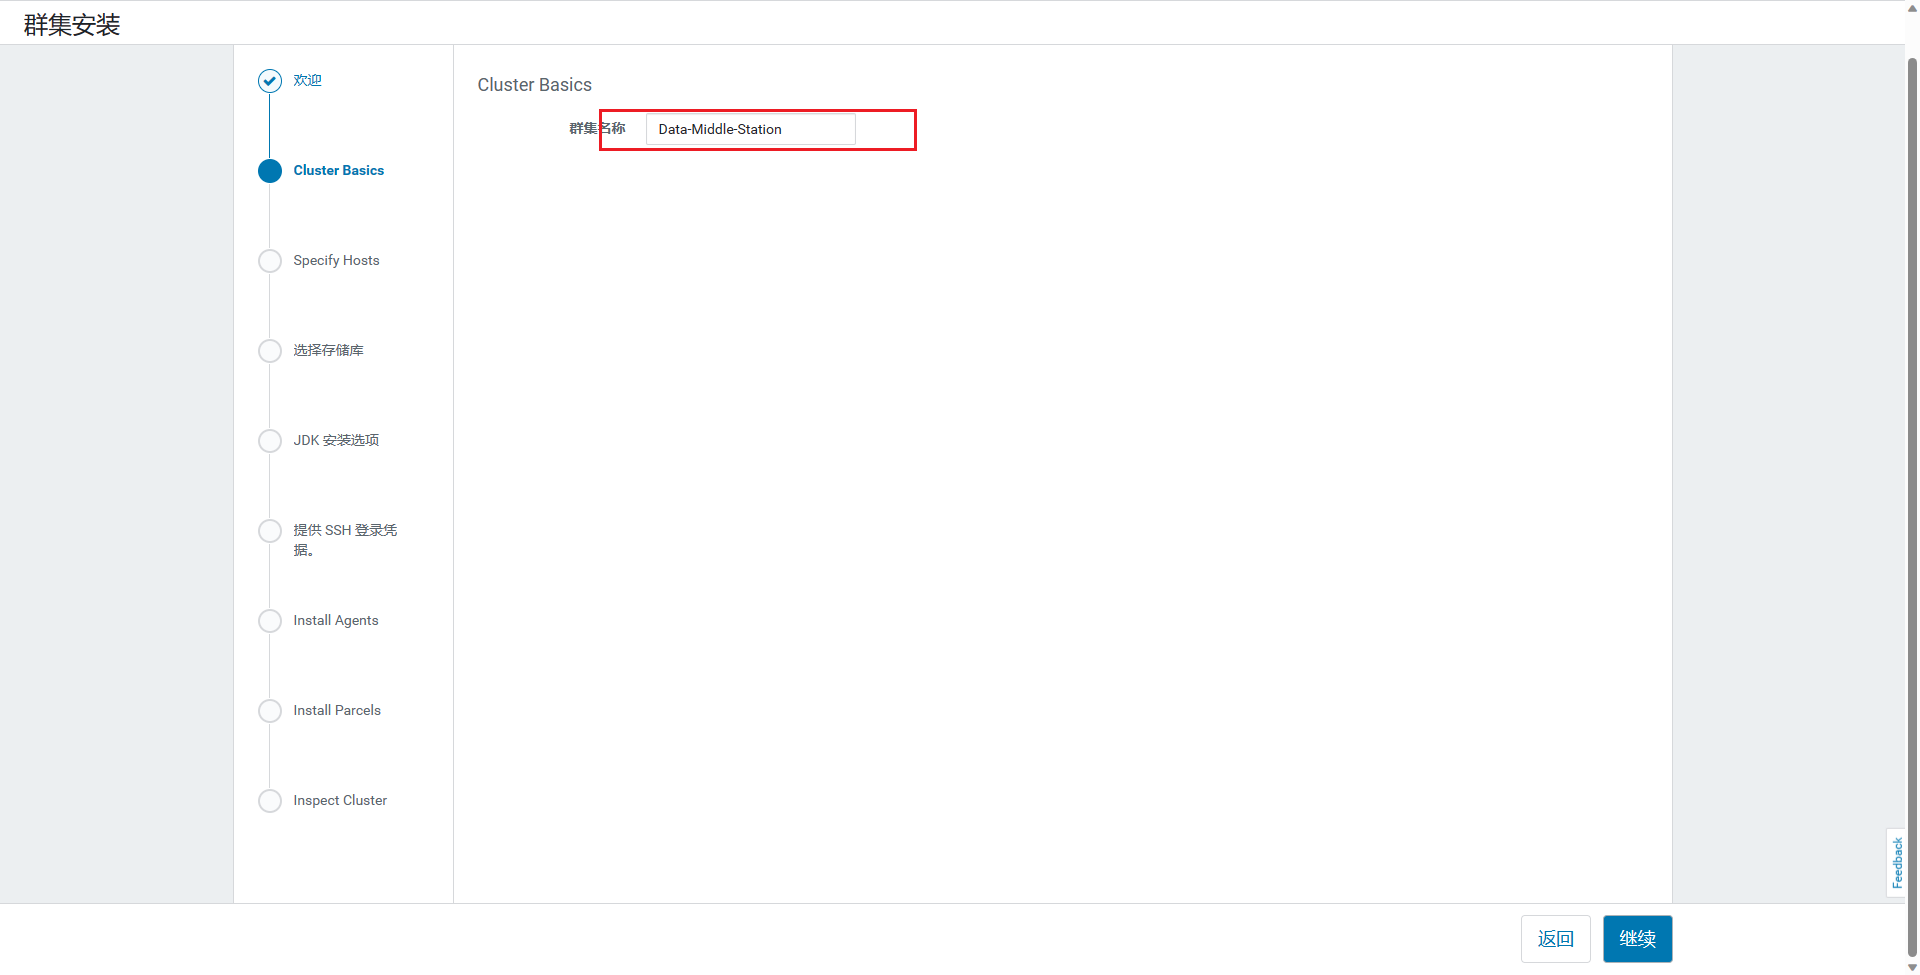 群集安装
欢迎
Cluster Basics
Specify Hosts
选择存储库
JDK 安装选项
提供 SSH 登录凭
据。
Install Agents
Install Parcels
Inspect Cluster
Cluster Basics
群集名称 Data-Middle-Station
Feedback
返回 继续